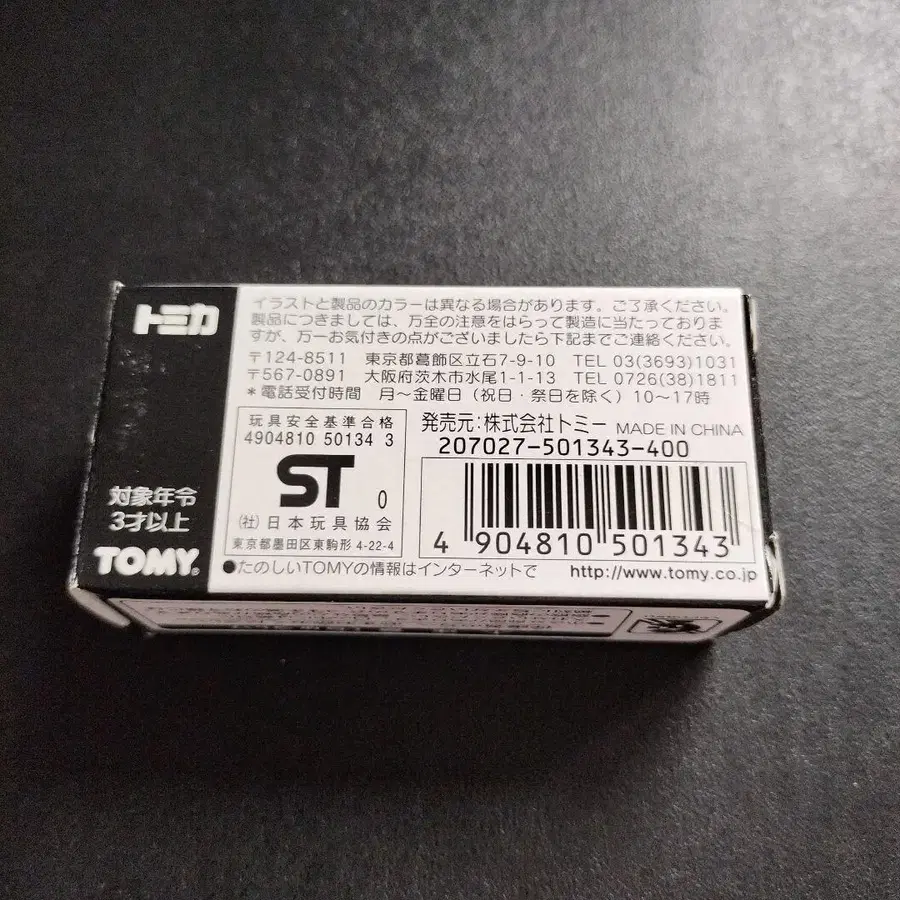 トミカ
イラストと製品のカラーは異なる場合があります。ご了承ください。
製品につきましては、万全の注意をはらって製造に当たっておりま
すが、万一お気付きの点がございましたら下記までご連絡ください。
〒124-8511 東京都葛飾区立石7-9-10 TEL 03(3693)1031
〒567-0891 大阪府茨木市水尾1-1-13 TEL 0726(38)1811
*電話受付時間 月〜金曜日(祝日・祭日を除く)10〜17時
玩具安全基準合格
4904810 50134 3
ST 0
(社)日本玩具協会
東京都墨田区東駒形 4-22-4
発売元:株式会社トミー MADE IN CHINA
207027-501343-400
4 904810 501343
対象年令
3才以上
TOMY®
●たのしいTOMYの情報はインターネットで http://www.tomy.co.jp